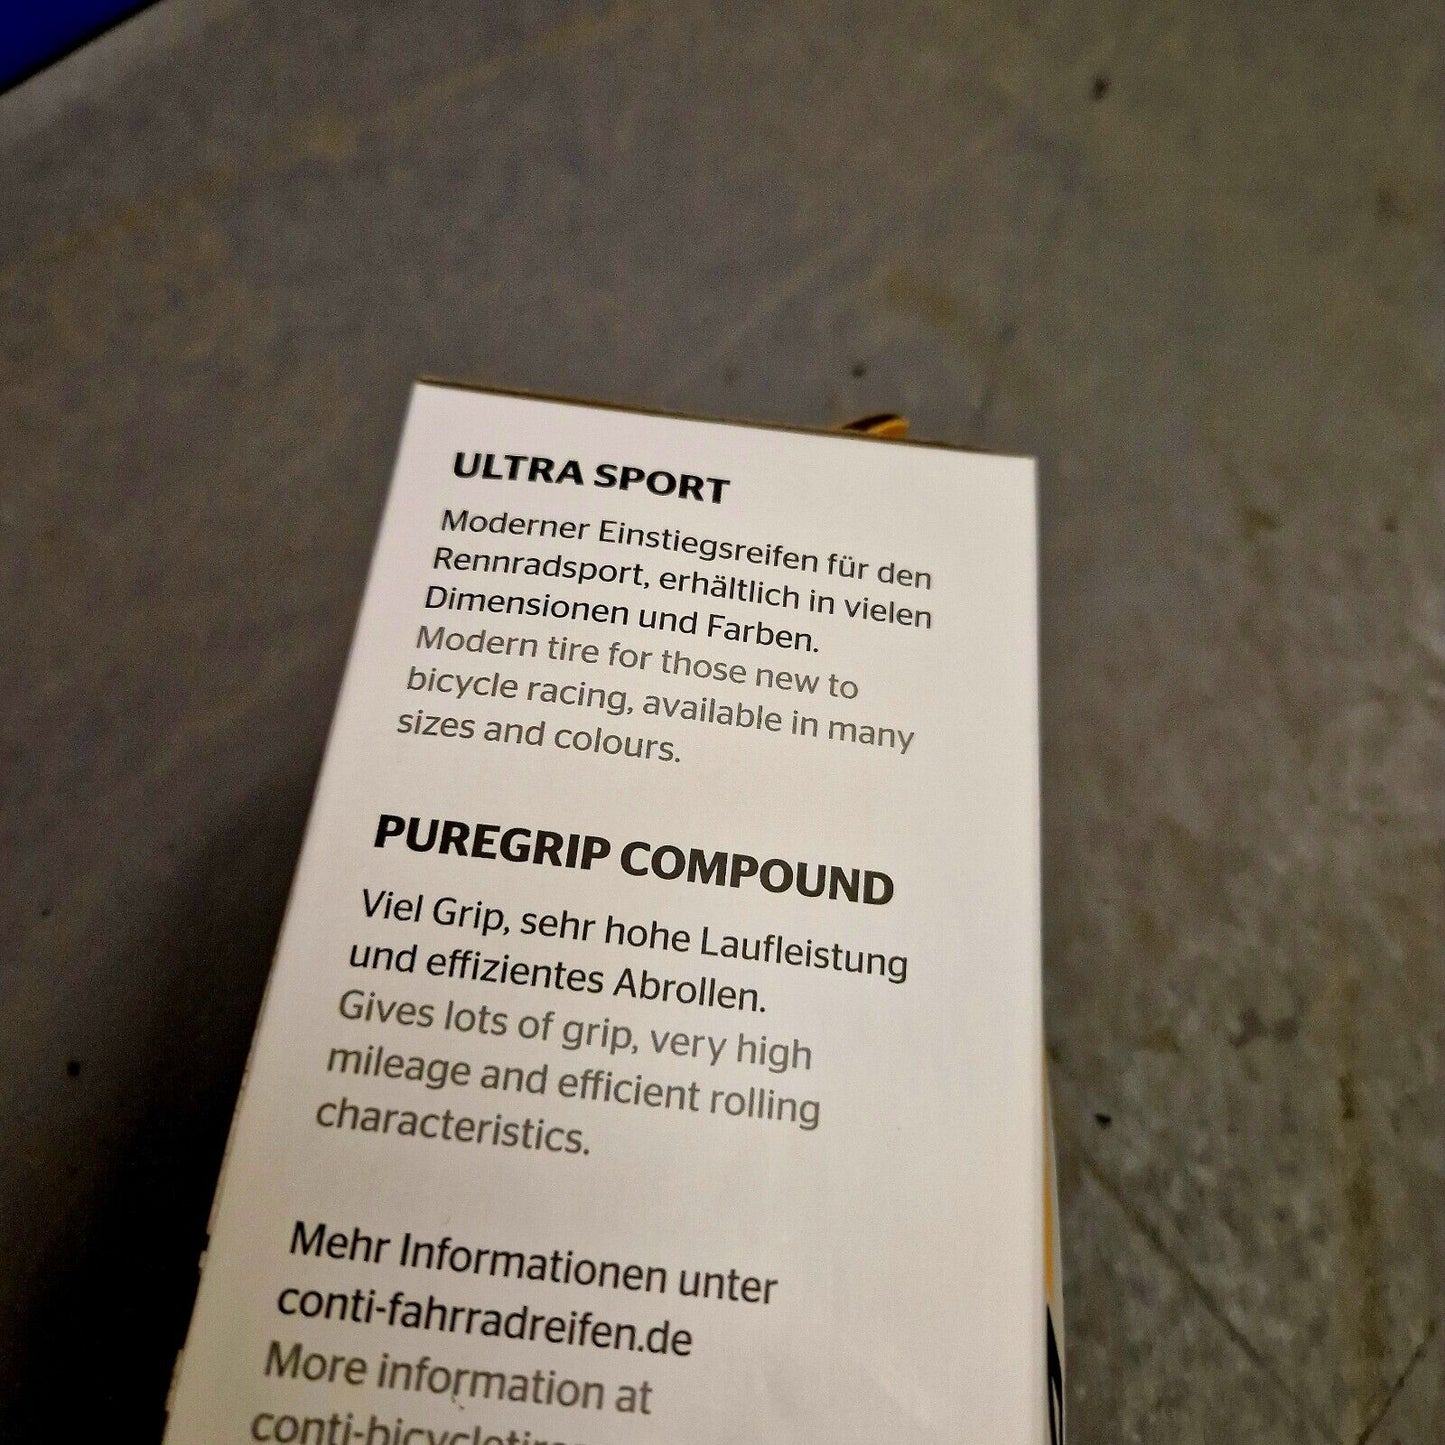 ULTRA SPORT
Moderner Einstiegsreifen für den
Rennradsport, erhältlich in vielen
Dimensionen und Farben.
Modern tire for those new to
bicycle racing, available in many
sizes and colours.
PUREGRIP COMPOUND
Viel Grip, sehr hohe Laufleistung
und effizientes Abrollen.
Gives lots of grip, very high
mileage and efficient rolling
characteristics.
Mehr Informationen unter
conti-fahrradreifen.de
More information at